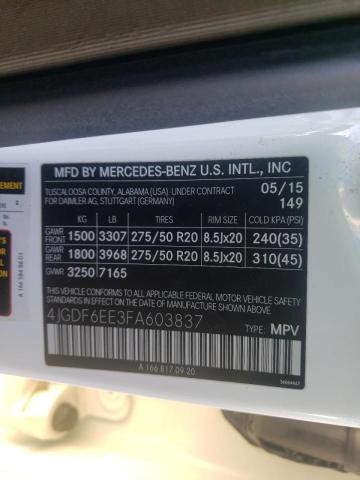 MFD BY MERCEDES-BENZ U.S. INTL., INC
TUSCALOOSA COUNTY, ALABAMA (USA). UNDER CONTRACT 05/15
FOR DAIMLER AG, STUTTGART (GERMANY) 149
KG LB TIRES RIM SIZE COLD KPA(PSI)
GAWR FRONT 1500 3307 275/50 R20 8.5Jx20 240(35)
GAWR REAR 1800 3968 275/50 R20 8.5Jx20 310(45)
GVWR 3250 7165
THIS VEHICLE CONFORMS TO ALL APPLICABLE FEDERAL MOTOR VEHICLE SAFETY AND
THEFT PREVENTION STANDARDS IN EFFECT ON THE DATE OF MANUFACTURE SHOWN ABOVE.
4JGDF6EE3FA603837 TYPE: MPV
A 166 817 09 20